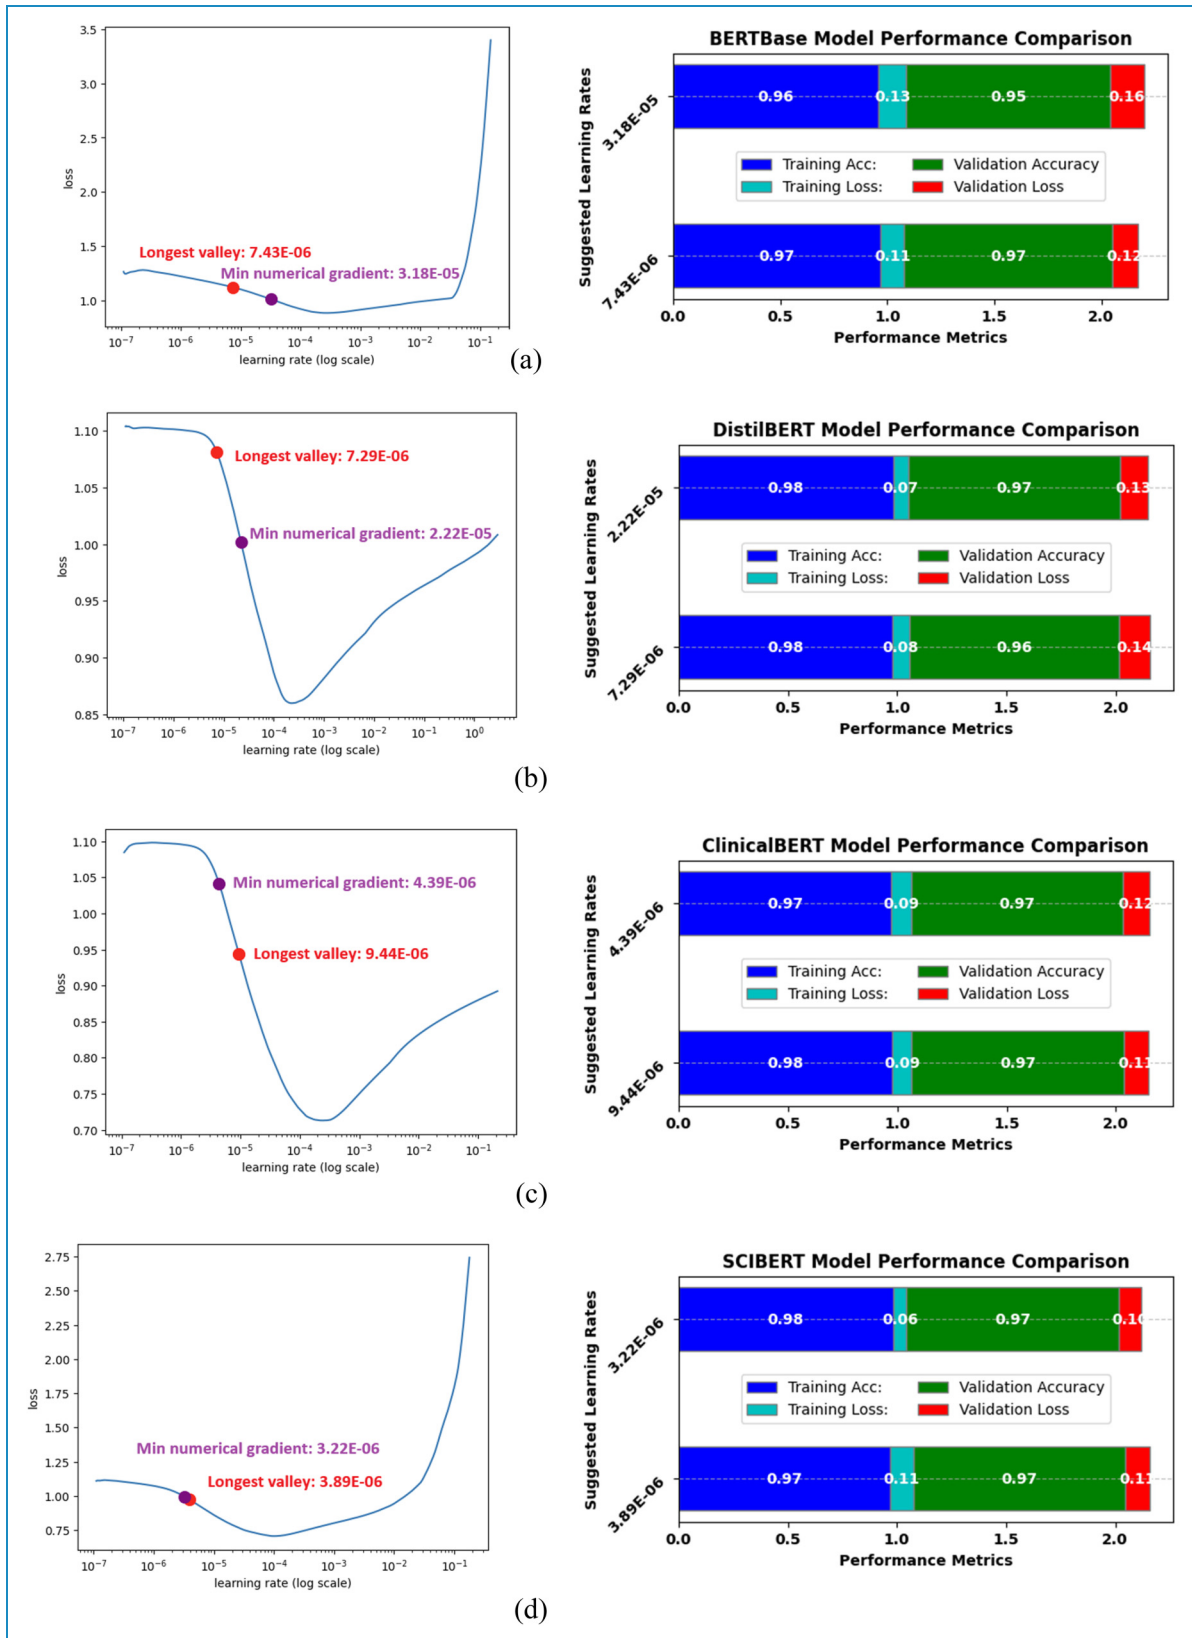 3.5
3.0
2.5
2.0
1.5
1.0
loss
Longest valley: 7.43E-06
Min numerical gradient: 3.18E-05
10⁻⁷ 10⁻⁶ 10⁻⁵ 10⁻⁴ 10⁻³ 10⁻² 10⁻¹
learning rate (log scale)
BERTBase Model Performance Comparison
Suggested Learning Rates
3.18E-05
0.96 0.13 0.95 0.16
Training Acc: Validation Accuracy
Training Loss: Validation Loss
7.43E-06
0.97 0.11 0.97 0.12
0.0 0.5 1.0 1.5 2.0
Performance Metrics
(a)
1.10
1.05
1.00
0.95
0.90
0.85
loss
Longest valley: 7.29E-06
Min numerical gradient: 2.22E-05
10⁻⁷ 10⁻⁶ 10⁻⁵ 10⁻⁴ 10⁻³ 10⁻² 10⁻¹ 10⁰
learning rate (log scale)
DistilBERT Model Performance Comparison
Suggested Learning Rates
2.22E-05
0.98 0.07 0.97 0.13
Training Acc: Validation Accuracy
Training Loss: Validation Loss
7.29E-06
0.98 0.08 0.96 0.14
0.0 0.5 1.0 1.5 2.0
Performance Metrics
(b)
1.10
1.05
1.00
0.95
0.90
0.85
0.80
0.75
0.70
loss
Min numerical gradient: 4.39E-06
Longest valley: 9.44E-06
10⁻⁷ 10⁻⁶ 10⁻⁵ 10⁻⁴ 10⁻³ 10⁻² 10⁻¹
learning rate (log scale)
ClinicalBERT Model Performance Comparison
Suggested Learning Rates
4.39E-06
0.97 0.09 0.97 0.12
Training Acc: Validation Accuracy
Training Loss: Validation Loss
9.44E-06
0.98 0.09 0.97 0.11
0.0 0.5 1.0 1.5 2.0
Performance Metrics
(c)
2.75
2.50
2.25
2.00
1.75
1.50
1.25
1.00
0.75
loss
Min numerical gradient: 3.22E-06
Longest valley: 3.89E-06
10⁻⁷ 10⁻⁶ 10⁻⁵ 10⁻⁴ 10⁻³ 10⁻² 10⁻¹
learning rate (log scale)
SCIBERT Model Performance Comparison
Suggested Learning Rates
3.22E-06
0.98 0.06 0.97 0.10
Training Acc: Validation Accuracy
Training Loss: Validation Loss
3.89E-06
0.97 0.11 0.97 0.11
0.0 0.5 1.0 1.5 2.0
Performance Metrics
(d)